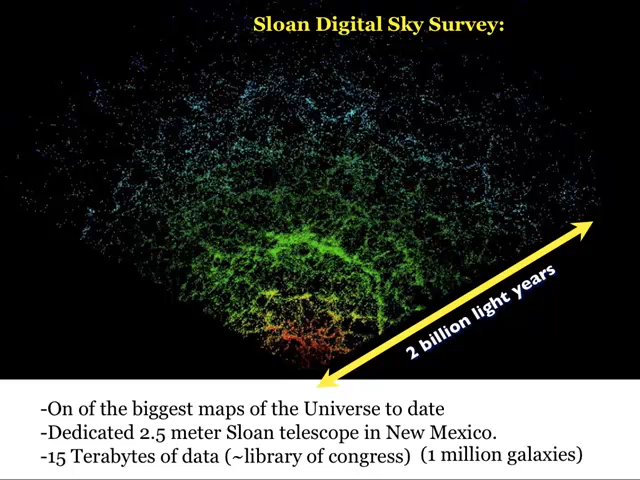 Sloan Digital Sky Survey:
2 billion light years
-On of the biggest maps of the Universe to date
-Dedicated 2.5 meter Sloan telescope in New Mexico.
-15 Terabytes of data (~library of congress) (1 million galaxies)